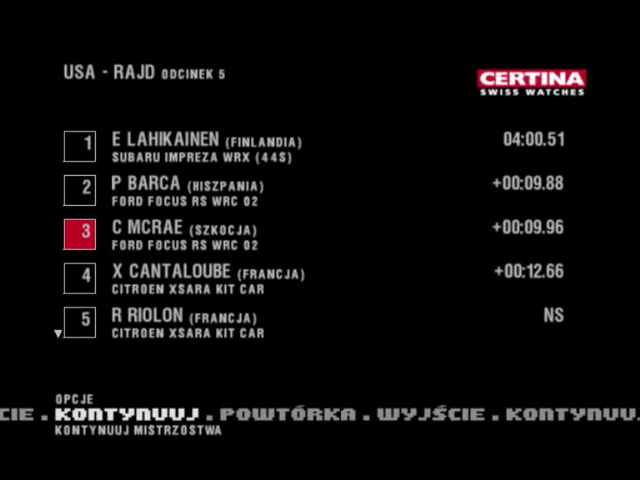 USA - RAJD ODCINEK 5
CERTINA
SWISS WATCHES
1 E LAHIKAINEN (FINLANDIA) 04:00.51
SUBARU IMPREZA WRX (44S)
2 P BARCA (HISZPANIA) +00:09.88
FORD FOCUS RS WRC 02
3 C MCRAE (SZKOCJA) +00:09.96
FORD FOCUS RS WRC 02
4 X CANTALOUBE (FRANCJA) +00:12.66
CITROEN XSARA KIT CAR
5 R RIOLON (FRANCJA) NS
CITROEN XSARA KIT CAR
OPCJE
CIE . KONTYNUUJ . POWTÓRKA . WYJŚCIE . KONTYNUU
KONTYNUUJ MISTRZOSTWA